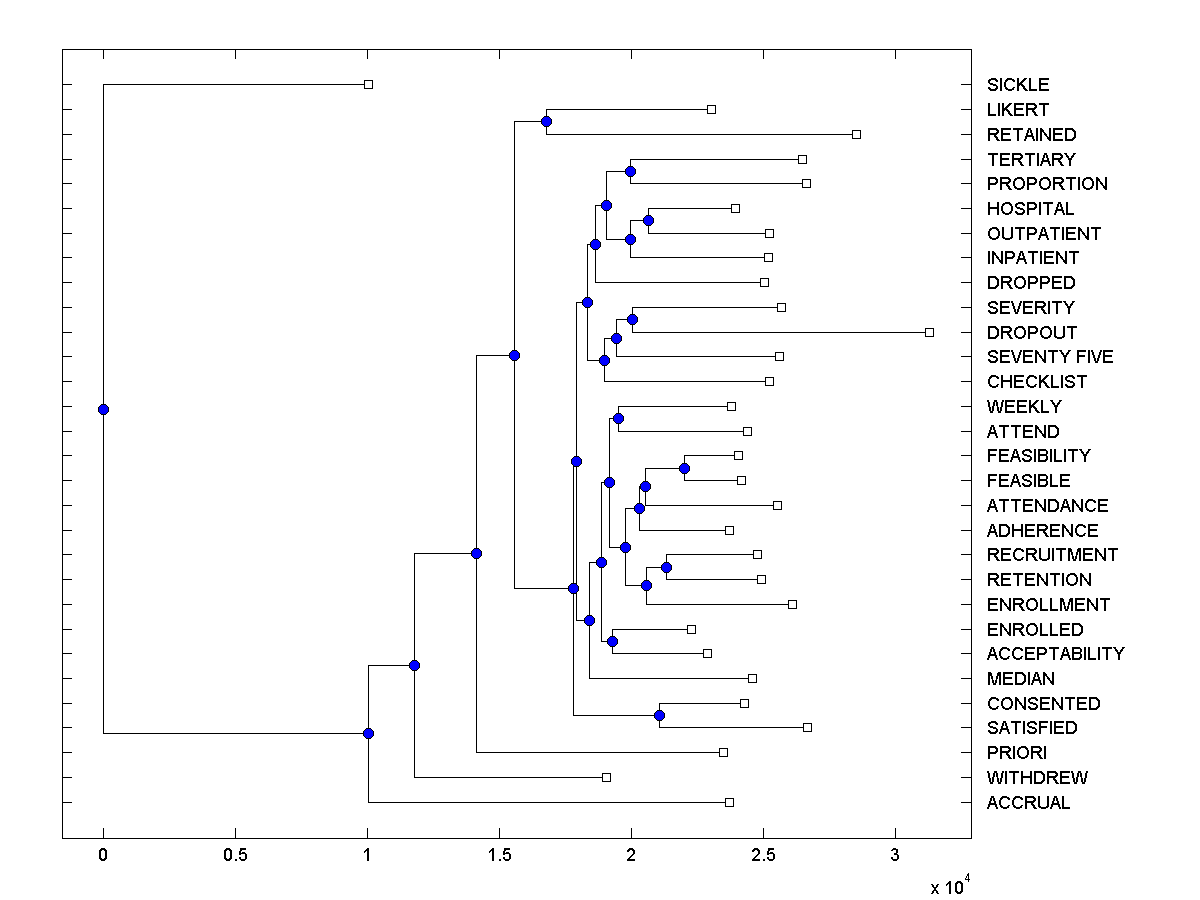 SICKLE
LIKERT
RETAINED
TERTIARY
PROPORTION
HOSPITAL
OUTPATIENT
INPATIENT
DROPPED
SEVERITY
DROPOUT
SEVENTY FIVE
CHECKLIST
WEEKLY
ATTEND
FEASIBILITY
FEASIBLE
ATTENDANCE
ADHERENCE
RECRUITMENT
RETENTION
ENROLLMENT
ENROLLED
ACCEPTABILITY
MEDIAN
CONSENTED
SATISFIED
PRIORI
WITHDREW
ACCRUAL
0 0.5 1 1.5 2 2.5 3
x 10^4